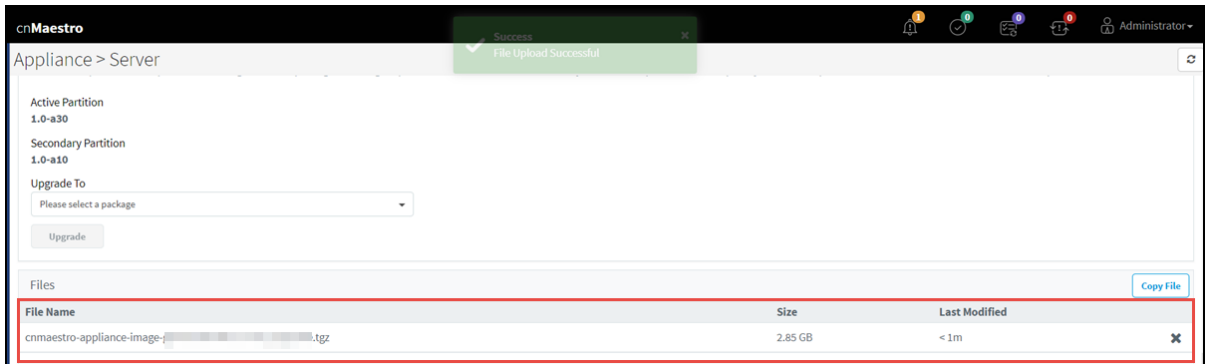 cnMaestro
1 0 0 0 Administrator
Success
File Upload Successful
Appliance > Server
Active Partition
1.0-a30
Secondary Partition
1.0-a10
Upgrade To
Please select a package
Upgrade
Files Copy File
File Name Size Last Modified
cnmaestro-appliance-image- .tgz 2.85 GB < 1m